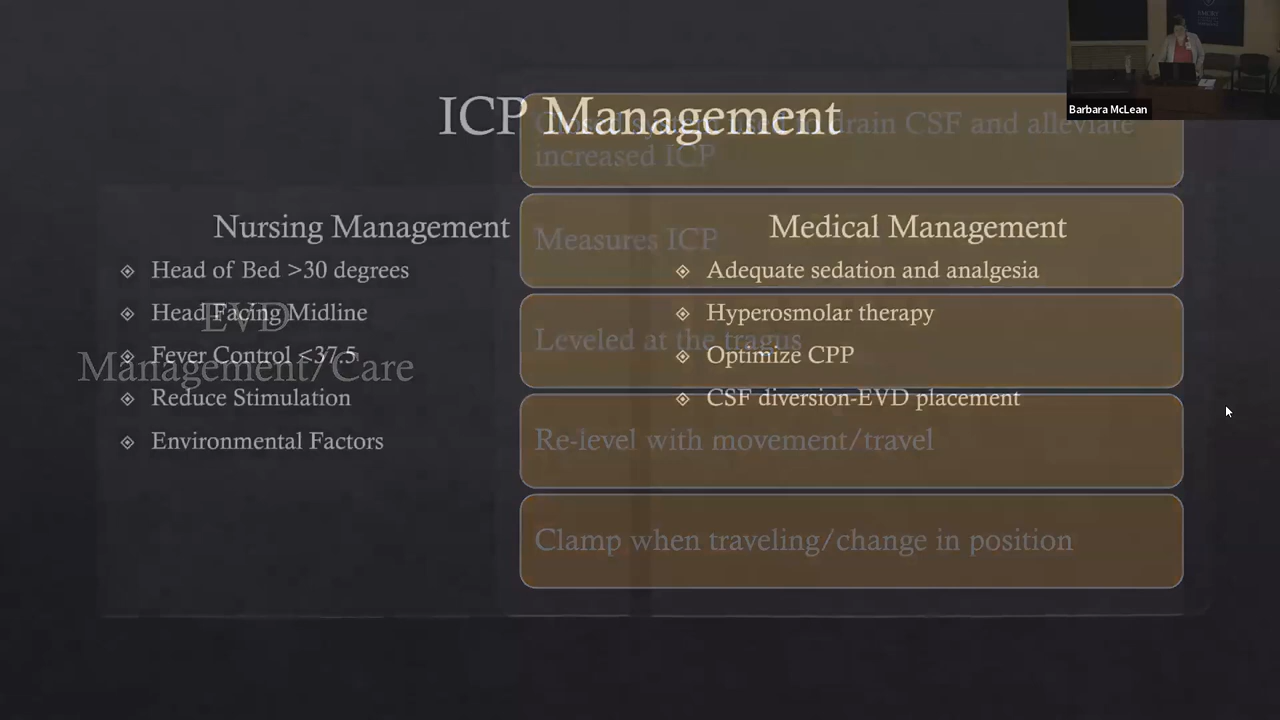 Barbara McLean
ICP Management
Nursing Management
Head of Bed >30 degrees
Head Facing Midline
Fever Control <37.5
Reduce Stimulation
Environmental Factors
Medical Management
Adequate sedation and analgesia
Hyperosmolar therapy
Optimize CPP
CSF diversion-EVD placement
EVD
Management/Care
drain CSF and alleviate
increased ICP
Measures ICP
Leveled at the tragus
Re-level with movement/travel
Clamp when traveling/change in position